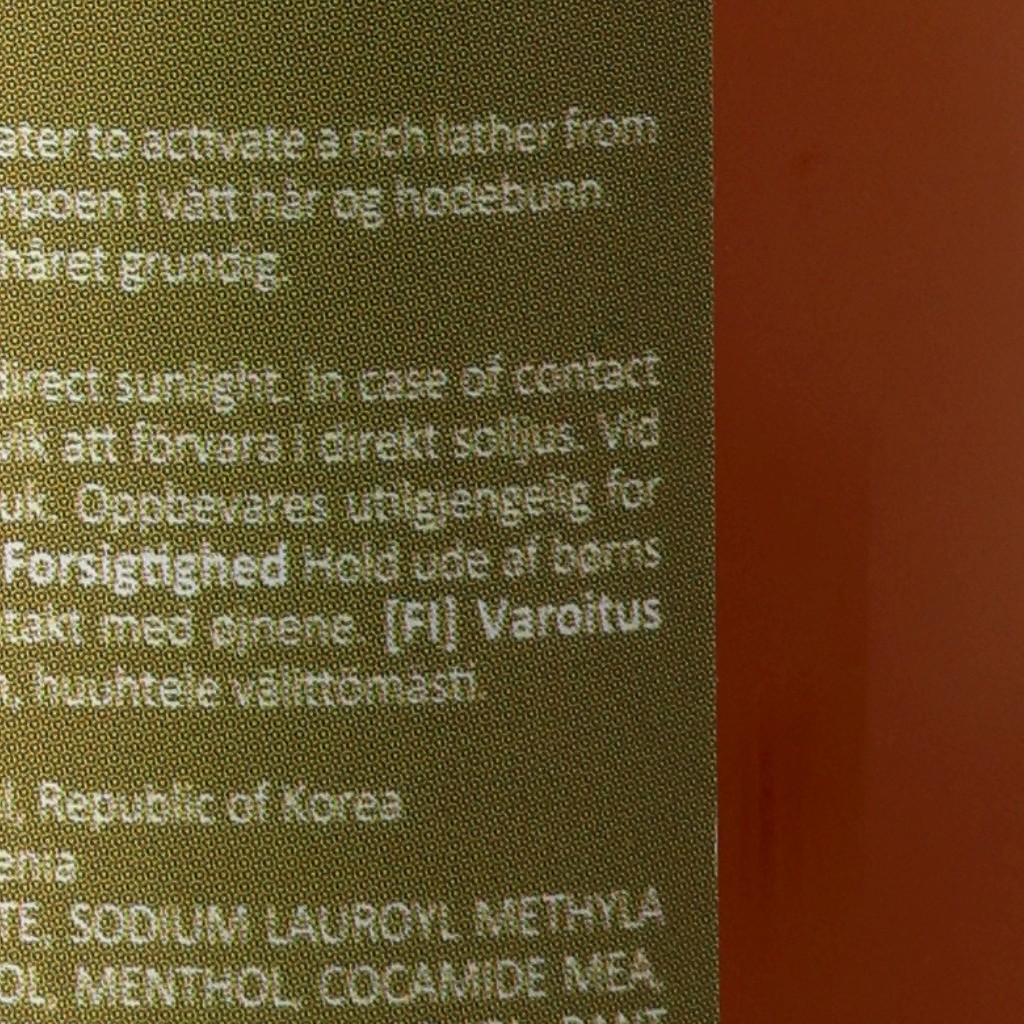 ater to activate a rich lather from
mpoen i vått hår og hodebunn.
håret grundig.
direct sunlight. In case of contact
vik att förvara i direkt solljus. Vid
uk. Oppbevares utilgjengelig for
Forsigtighed Hold ude af børns
takt med øjnene. [FI] Varoitus
huuhtele välittömästi.
Republic of Korea
enia
TE, SODIUM LAUROYL METHYLA
OL, MENTHOL, COCAMIDE MEA,